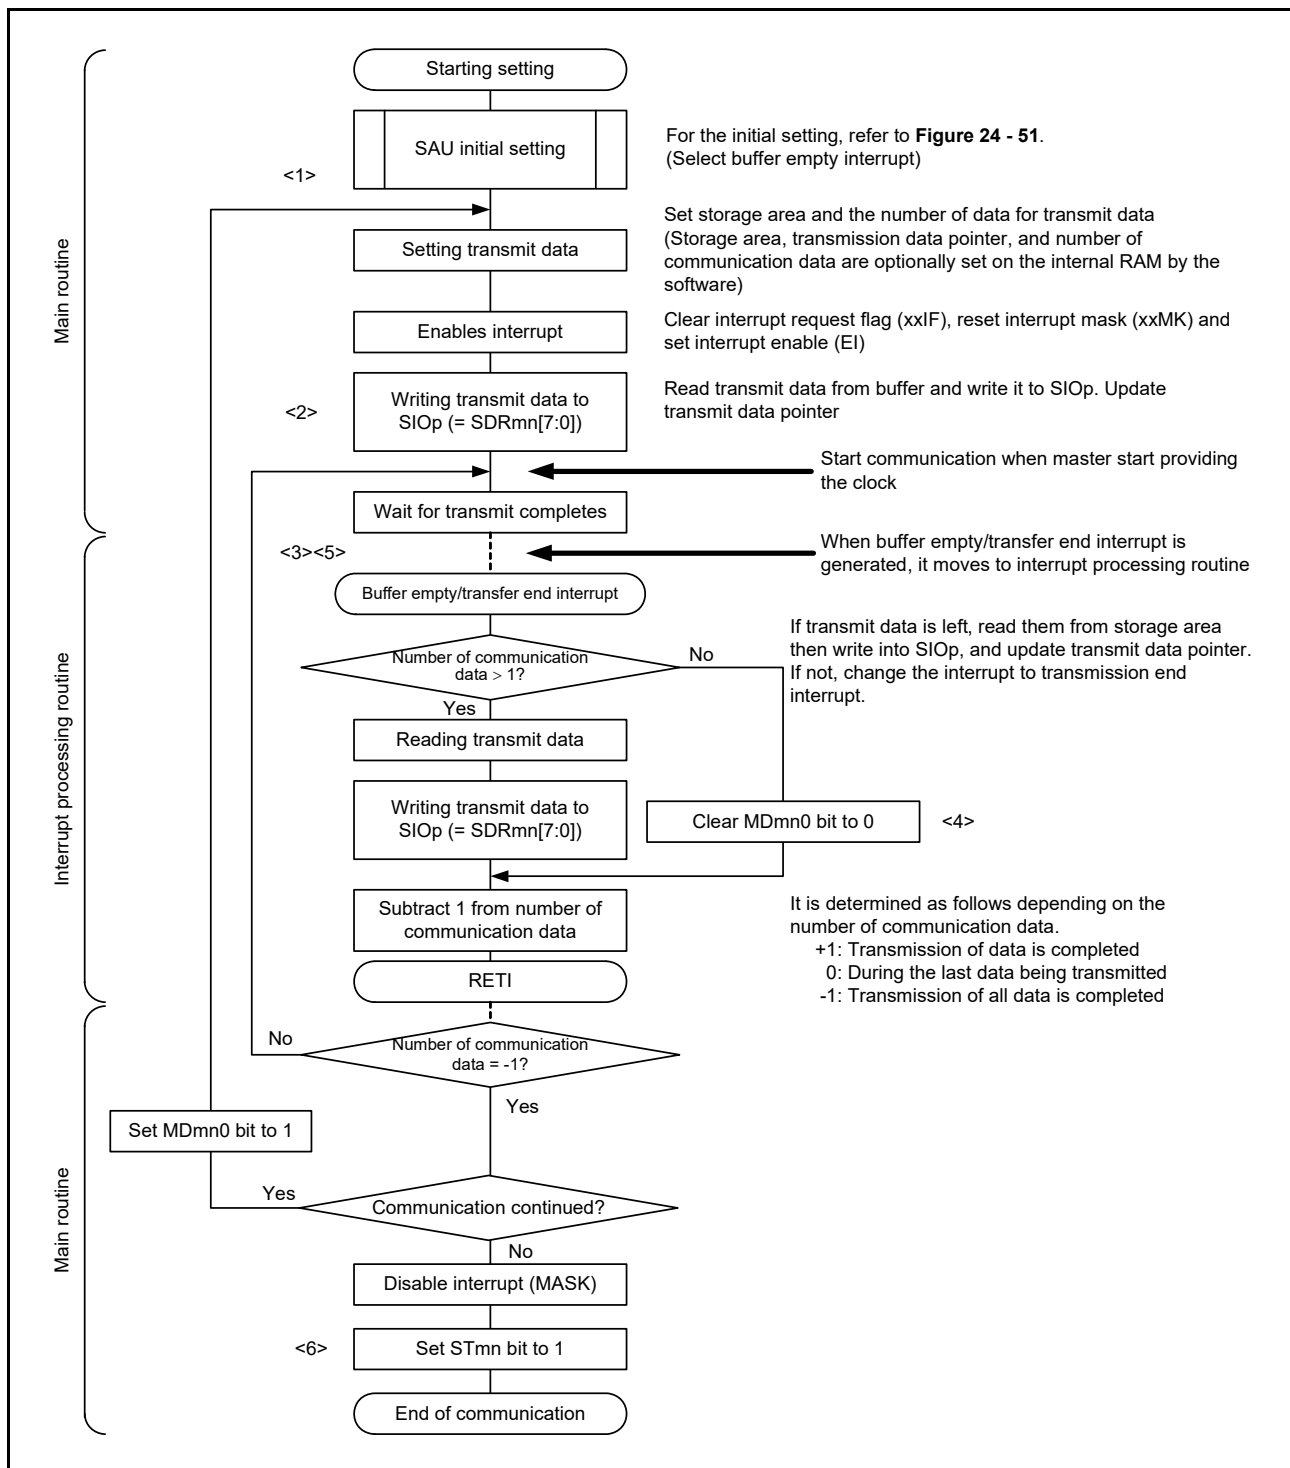 Starting setting
SAU initial setting
For the initial setting, refer to Figure 24 - 51.
(Select buffer empty interrupt)
<1>
Setting transmit data
Set storage area and the number of data for transmit data
(Storage area, transmission data pointer, and number of
communication data are optionally set on the internal RAM by the
software)
Main routine
Enables interrupt
Clear interrupt request flag (xxIF), reset interrupt mask (xxMK) and
set interrupt enable (EI)
<2>
Writing transmit data to
SIOp (= SDRmn[7:0])
Read transmit data from buffer and write it to SIOp. Update
transmit data pointer
Start communication when master start providing
the clock
Wait for transmit completes
<3><5>
When buffer empty/transfer end interrupt is
generated, it moves to interrupt processing routine
Buffer empty/transfer end interrupt
Number of communication
data > 1?
No
Yes
If transmit data is left, read them from storage area
then write into SIOp, and update transmit data pointer.
If not, change the interrupt to transmission end
interrupt.
Interrupt processing routine
Reading transmit data
Writing transmit data to
SIOp (= SDRmn[7:0])
Clear MDmn0 bit to 0
<4>
Subtract 1 from number of
communication data
It is determined as follows depending on the
number of communication data.
+1: Transmission of data is completed
0: During the last data being transmitted
-1: Transmission of all data is completed
RETI
Number of communication
data = -1?
No
Yes
Set MDmn0 bit to 1
Main routine
Communication continued?
Yes
No
Disable interrupt (MASK)
<6>
Set STmn bit to 1
End of communication